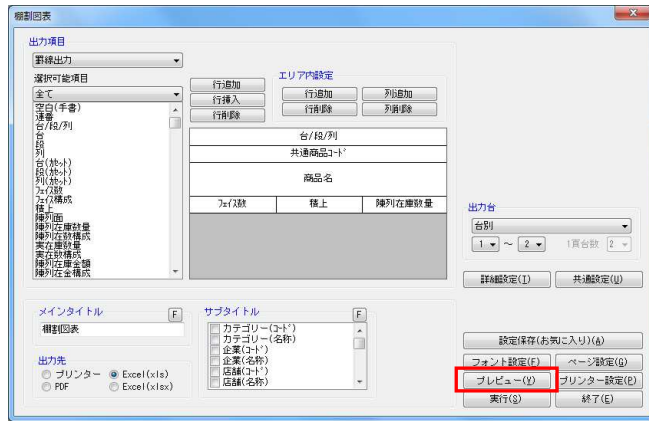 棚割図表
出力項目
罫線出力
選択可能項目
全て
空白(手書)
連番
台/段/列
台
段
列
台(ｶｾｯﾄ)
段(ｶｾｯﾄ)
列(ｶｾｯﾄ)
ﾌｪｲｽ数
ﾌｪｲｽ構成
積上
陳列面
陳列在庫数量
陳列在数構成
実在庫数量
実在数構成
陳列在庫金額
陳列在金構成
行追加
行挿入
行削除
エリア内設定
行追加
列追加
行削除
列削除
台/段/列
共通商品ｺｰﾄﾞ
商品名
ﾌｪｲｽ数
積上
陳列在庫数量
出力台
台別
1 ～ 2
1頁台数 2
詳細設定(I)
共通設定(U)
メインタイトル
F
棚割図表
サブタイトル
F
カテゴリー(ｺｰﾄﾞ)
カテゴリー(名称)
企業(ｺｰﾄﾞ)
企業(名称)
店舗(ｺｰﾄﾞ)
店舗(名称)
出力先
プリンター
Excel(xls)
PDF
Excel(xlsx)
設定保存(お気に入り)(A)
フォント設定(F)
ページ設定(G)
プレビュー(V)
プリンター設定(P)
実行(S)
終了(E)